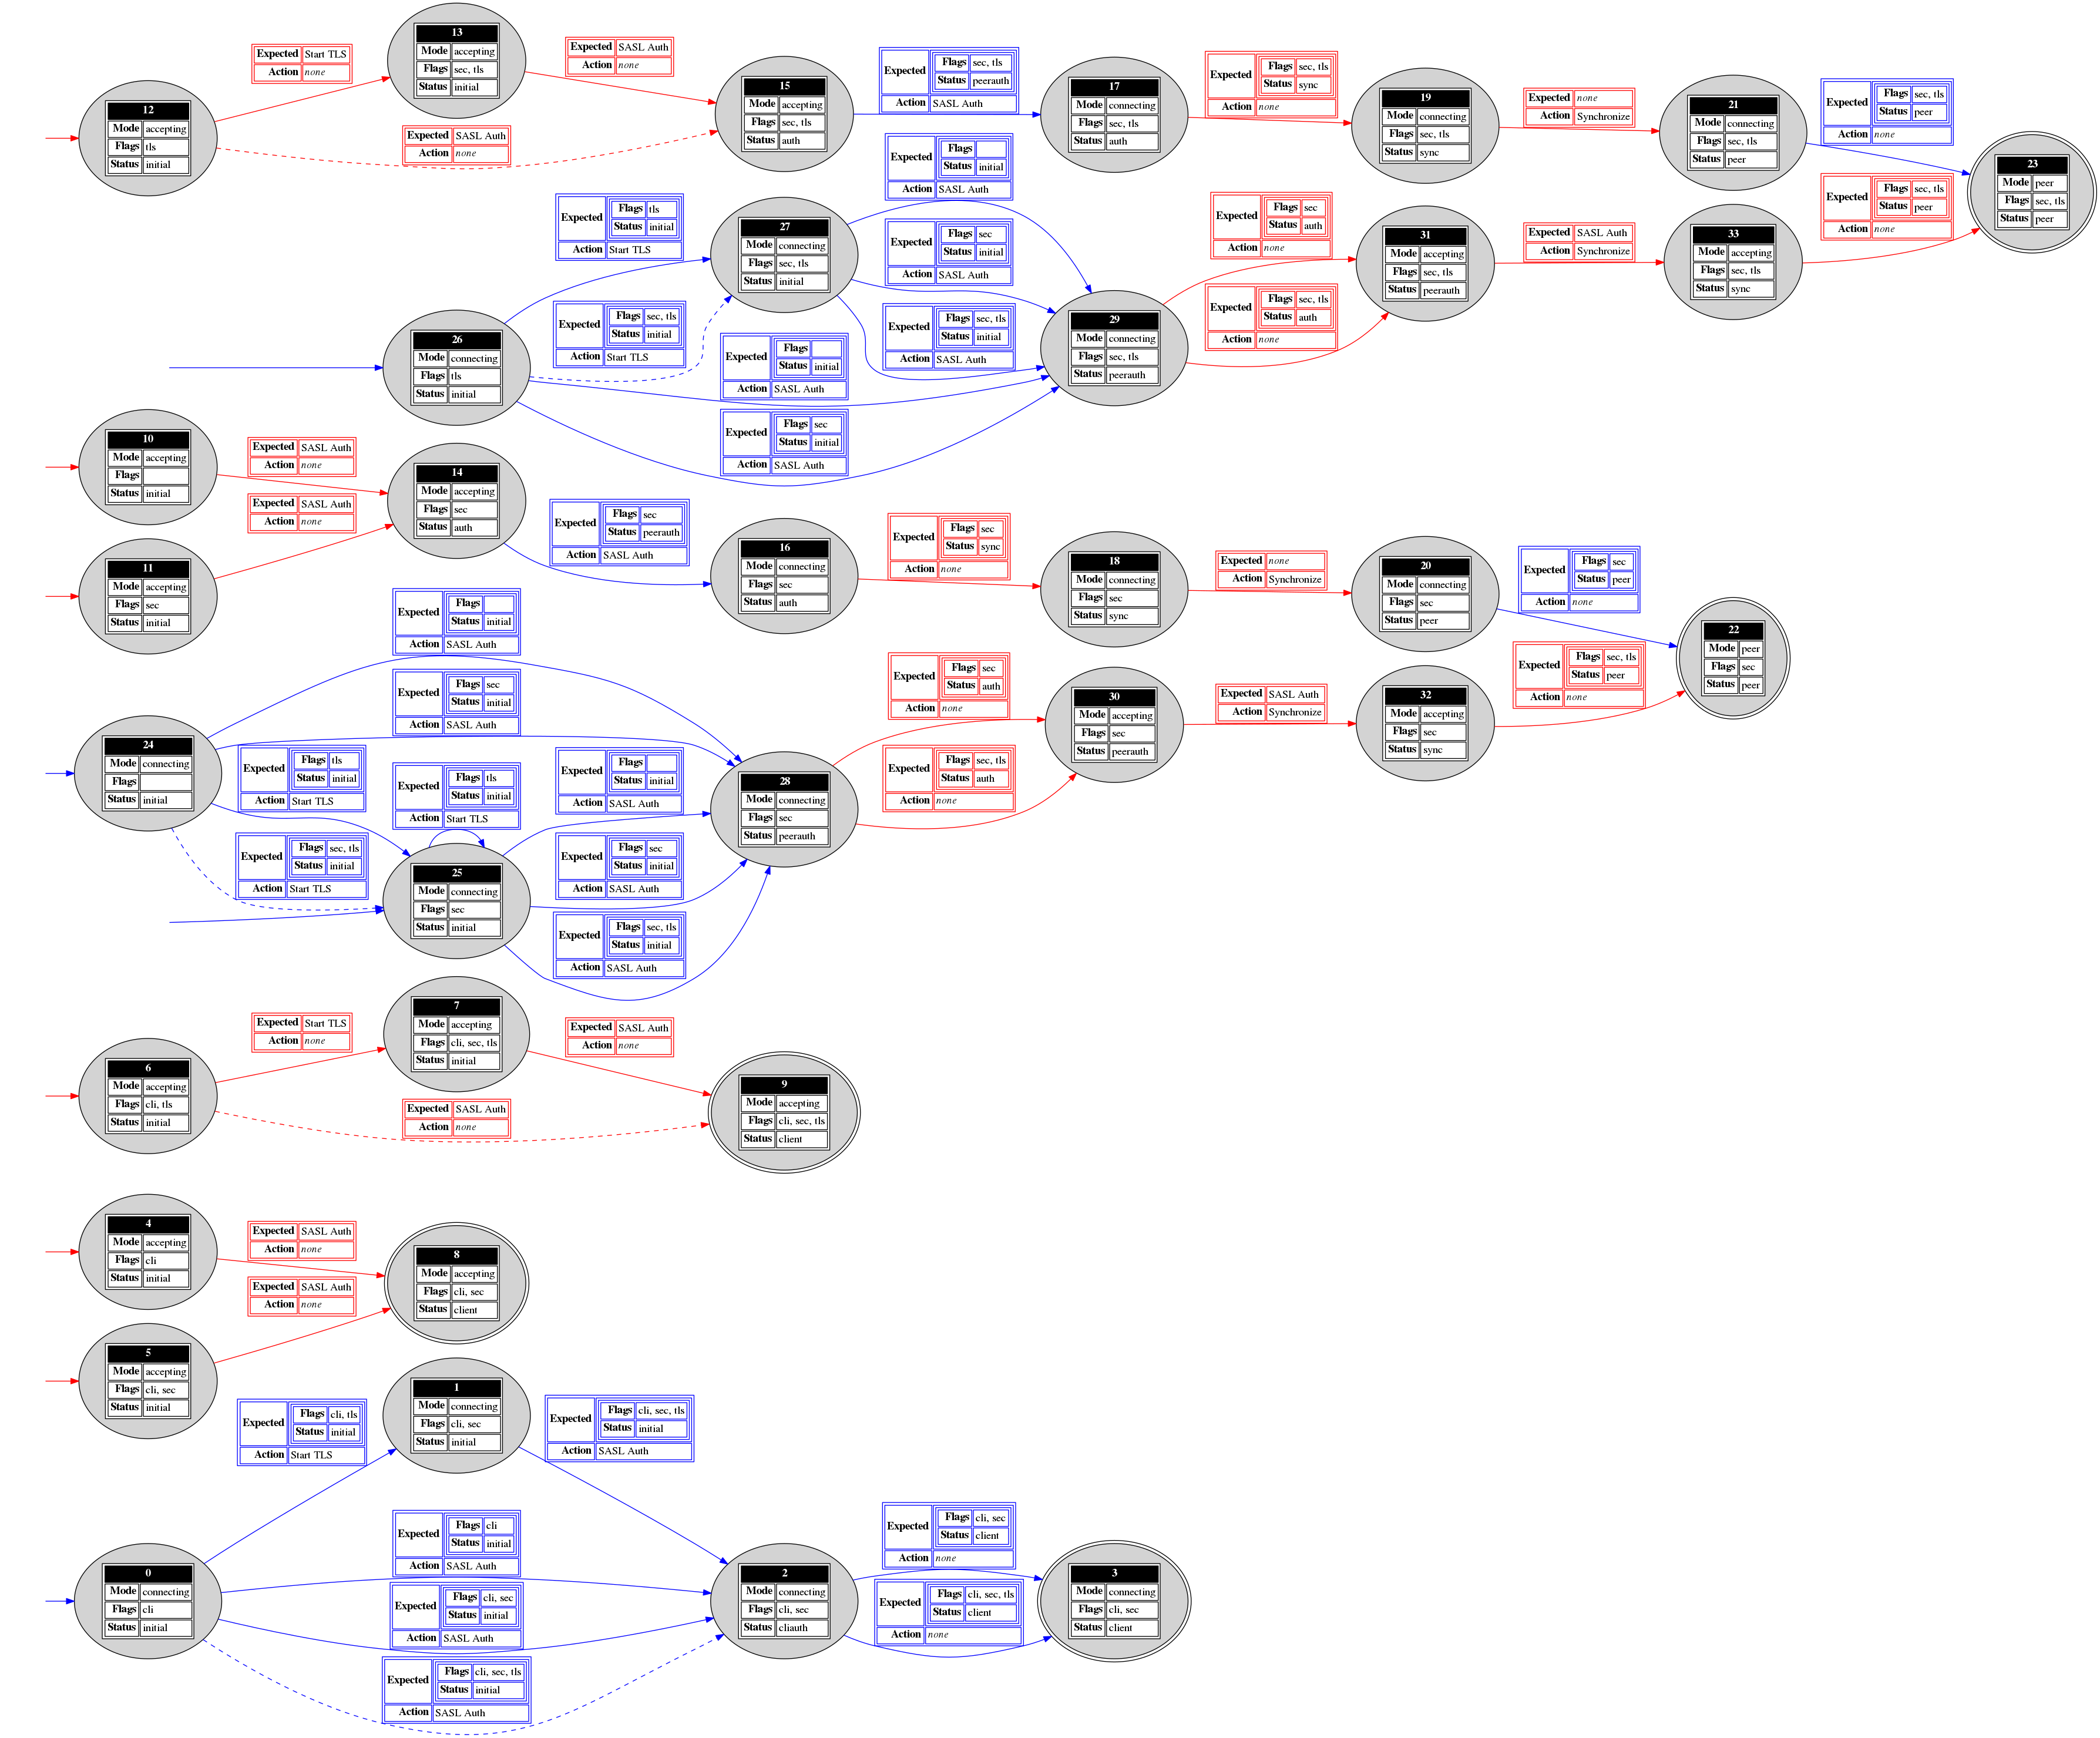 12
Mode accepting
Flags tls
Status initial
Expected Start TLS
Action none
13
Mode accepting
Flags sec, tls
Status initial
Expected SASL Auth
Action none
Expected SASL Auth
Action none
15
Mode accepting
Flags sec, tls
Status auth
Expected Flags sec, tls
Status peerauth
Action SASL Auth
17
Mode connecting
Flags sec, tls
Status auth
Expected Flags sec, tls
Status sync
Action none
19
Mode connecting
Flags sec, tls
Status sync
Expected none
Action Synchronize
21
Mode connecting
Flags sec, tls
Status peer
Expected Flags sec, tls
Status peer
Action none
23
Mode peer
Flags sec, tls
Status peer
26
Mode connecting
Flags tls
Status initial
Expected Flags tls
Status initial
Action Start TLS
Expected Flags sec, tls
Status initial
Action Start TLS
27
Mode connecting
Flags sec, tls
Status initial
Expected Flags
Status initial
Action SASL Auth
Expected Flags sec
Status initial
Action SASL Auth
Expected Flags sec, tls
Status initial
Action SASL Auth
Expected Flags
Status initial
Action SASL Auth
Expected Flags sec
Status initial
Action SASL Auth
29
Mode connecting
Flags sec, tls
Status peerauth
Expected Flags sec
Status auth
Action none
Expected Flags sec, tls
Status auth
Action none
31
Mode accepting
Flags sec, tls
Status peerauth
Expected SASL Auth
Action Synchronize
33
Mode accepting
Flags sec, tls
Status sync
Expected Flags sec, tls
Status peer
Action none
10
Mode accepting
Flags
Status initial
Expected SASL Auth
Action none
11
Mode accepting
Flags sec
Status initial
Expected SASL Auth
Action none
14
Mode accepting
Flags sec
Status auth
Expected Flags sec
Status peerauth
Action SASL Auth
16
Mode connecting
Flags sec
Status auth
Expected Flags sec
Status sync
Action none
18
Mode connecting
Flags sec
Status sync
Expected none
Action Synchronize
20
Mode connecting
Flags sec
Status peer
Expected Flags sec
Status peer
Action none
22
Mode peer
Flags sec
Status peer
24
Mode connecting
Flags
Status initial
Expected Flags
Status initial
Action SASL Auth
Expected Flags sec
Status initial
Action SASL Auth
Expected Flags tls
Status initial
Action Start TLS
Expected Flags sec, tls
Status initial
Action Start TLS
Expected Flags tls
Status initial
Action Start TLS
25
Mode connecting
Flags sec
Status initial
Expected Flags
Status initial
Action SASL Auth
Expected Flags sec
Status initial
Action SASL Auth
Expected Flags sec, tls
Status initial
Action SASL Auth
28
Mode connecting
Flags sec
Status peerauth
Expected Flags sec
Status auth
Action none
Expected Flags sec, tls
Status auth
Action none
30
Mode accepting
Flags sec
Status peerauth
Expected SASL Auth
Action Synchronize
32
Mode accepting
Flags sec
Status sync
Expected Flags sec, tls
Status peer
Action none
6
Mode accepting
Flags cli, tls
Status initial
Expected Start TLS
Action none
7
Mode accepting
Flags cli, sec, tls
Status initial
Expected SASL Auth
Action none
Expected SASL Auth
Action none
9
Mode accepting
Flags cli, sec, tls
Status client
4
Mode accepting
Flags cli
Status initial
Expected SASL Auth
Action none
5
Mode accepting
Flags cli, sec
Status initial
Expected SASL Auth
Action none
8
Mode accepting
Flags cli, sec
Status client
0
Mode connecting
Flags cli
Status initial
Expected Flags cli, tls
Status initial
Action Start TLS
1
Mode connecting
Flags cli, sec
Status initial
Expected Flags cli, sec, tls
Status initial
Action SASL Auth
Expected Flags cli
Status initial
Action SASL Auth
Expected Flags cli, sec
Status initial
Action SASL Auth
Expected Flags cli, sec, tls
Status initial
Action SASL Auth
2
Mode connecting
Flags cli, sec
Status cliauth
Expected Flags cli, sec
Status client
Action none
Expected Flags cli, sec, tls
Status client
Action none
3
Mode connecting
Flags cli, sec
Status client